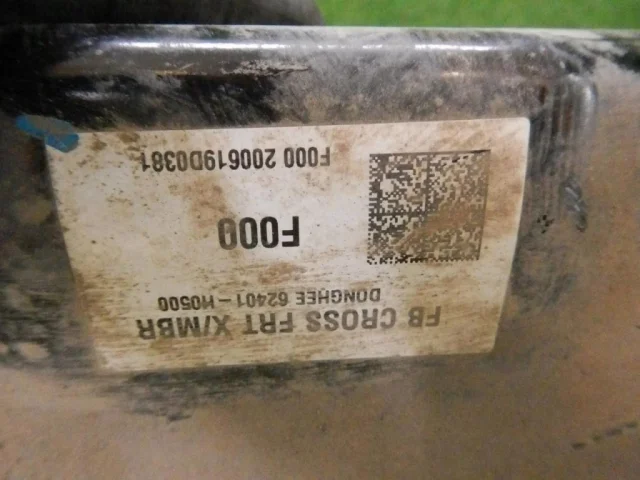 FB CROSS FRT X/MBR
DONGHEE 62401-H0500
F000
F000 200619D0381